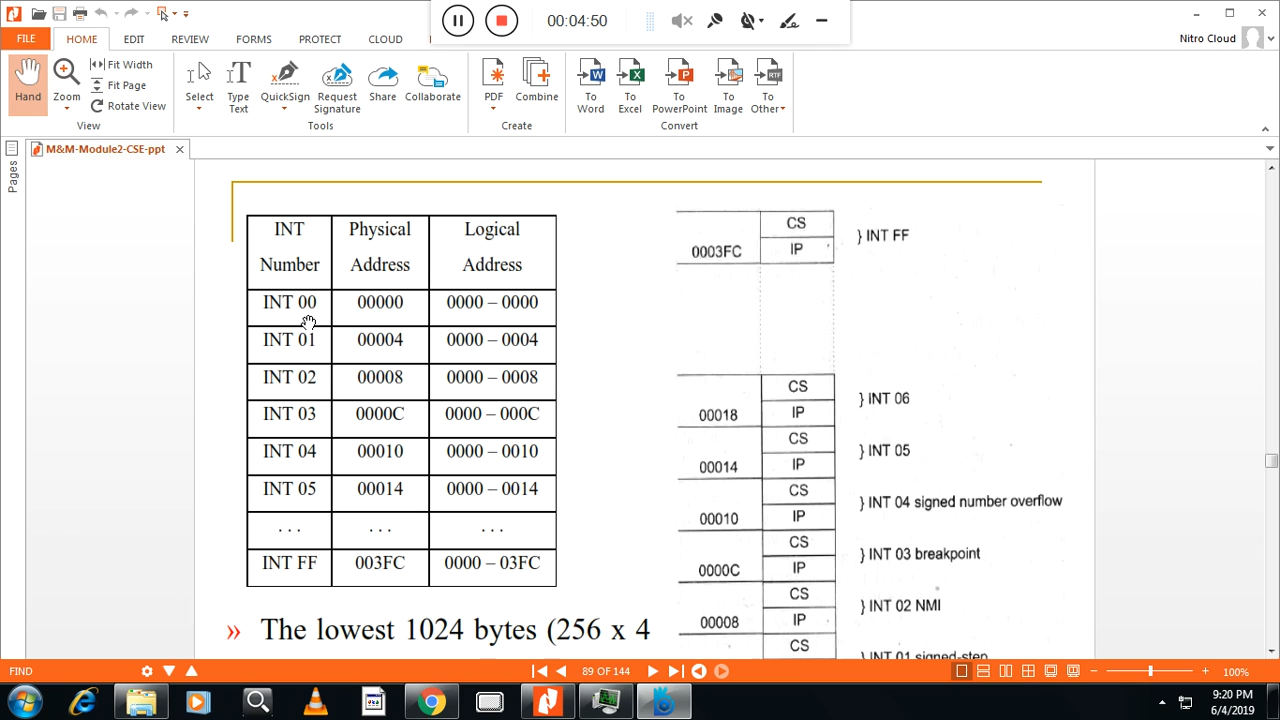 00:04:50
FILE
HOME
EDIT
REVIEW
FORMS
PROTECT
CLOUD
Nitro Cloud
Hand
Zoom
Fit Width
Fit Page
Rotate View
View
Select
Type Text
QuickSign
Request Signature
Share
Collaborate
Tools
PDF
Combine
Create
To Word
To Excel
To PowerPoint
To Image
To Other
Convert
M&M-Module2-CSE-ppt
Pages
INT Number Physical Address Logical Address
INT 00 00000 0000 – 0000
INT 01 00004 0000 – 0004
INT 02 00008 0000 – 0008
INT 03 0000C 0000 – 000C
INT 04 00010 0000 – 0010
INT 05 00014 0000 – 0014
. . . . . . . . .
INT FF 003FC 0000 – 03FC
» The lowest 1024 bytes (256 x 4
CS
0003FC IP } INT FF
CS
00018 IP } INT 06
CS
00014 IP } INT 05
CS
00010 IP } INT 04 signed number overflow
CS
0000C IP } INT 03 breakpoint
CS
00008 IP } INT 02 NMI
CS
INT 01 signed-step
FIND
89 OF 144
100%
9:20 PM
6/4/2019